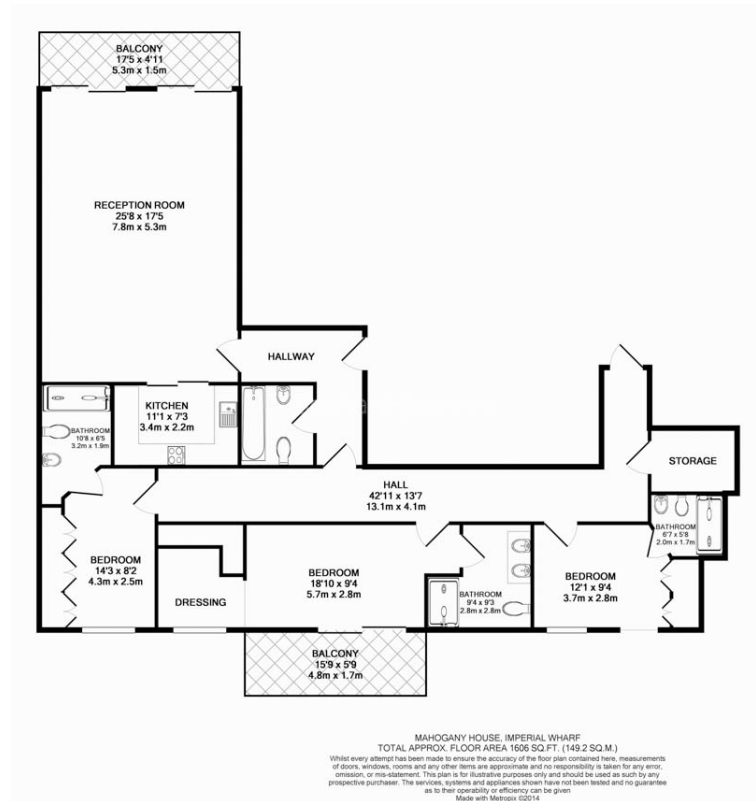 BALCONY
17'5 x 4'11
5.3m x 1.5m
RECEPTION ROOM
25'8 x 17'5
7.8m x 5.3m
HALLWAY
KITCHEN
11'1 x 7'3
3.4m x 2.2m
BATHROOM
10'8 x 6'5
3.2m x 1.9m
STORAGE
HALL
42'11 x 13'7
13.1m x 4.1m
BATHROOM
6'7 x 5'8
2.0m x 1.7m
BEDROOM
14'3 x 8'2
4.3m x 2.5m
DRESSING
BEDROOM
18'10 x 9'4
5.7m x 2.8m
BATHROOM
9'4 x 9'3
2.8m x 2.8m
BEDROOM
12'1 x 9'4
3.7m x 2.8m
BALCONY
15'9 x 5'9
4.8m x 1.7m
MAHOGANY HOUSE, IMPERIAL WHARF
TOTAL APPROX. FLOOR AREA 1606 SQ.FT. (149.2 SQ.M.)
Whilst every attempt has been made to ensure the accuracy of the floor plan contained here, measurements
of doors, windows, rooms and any other items are approximate and no responsibility is taken for any error,
omission, or mis-statement. This plan is for illustrative purposes only and should be used as such by any
prospective purchaser. The services, systems and appliances shown have not been tested and no guarantee
as to their operability or efficiency can be given
Made with Metropix ©2014